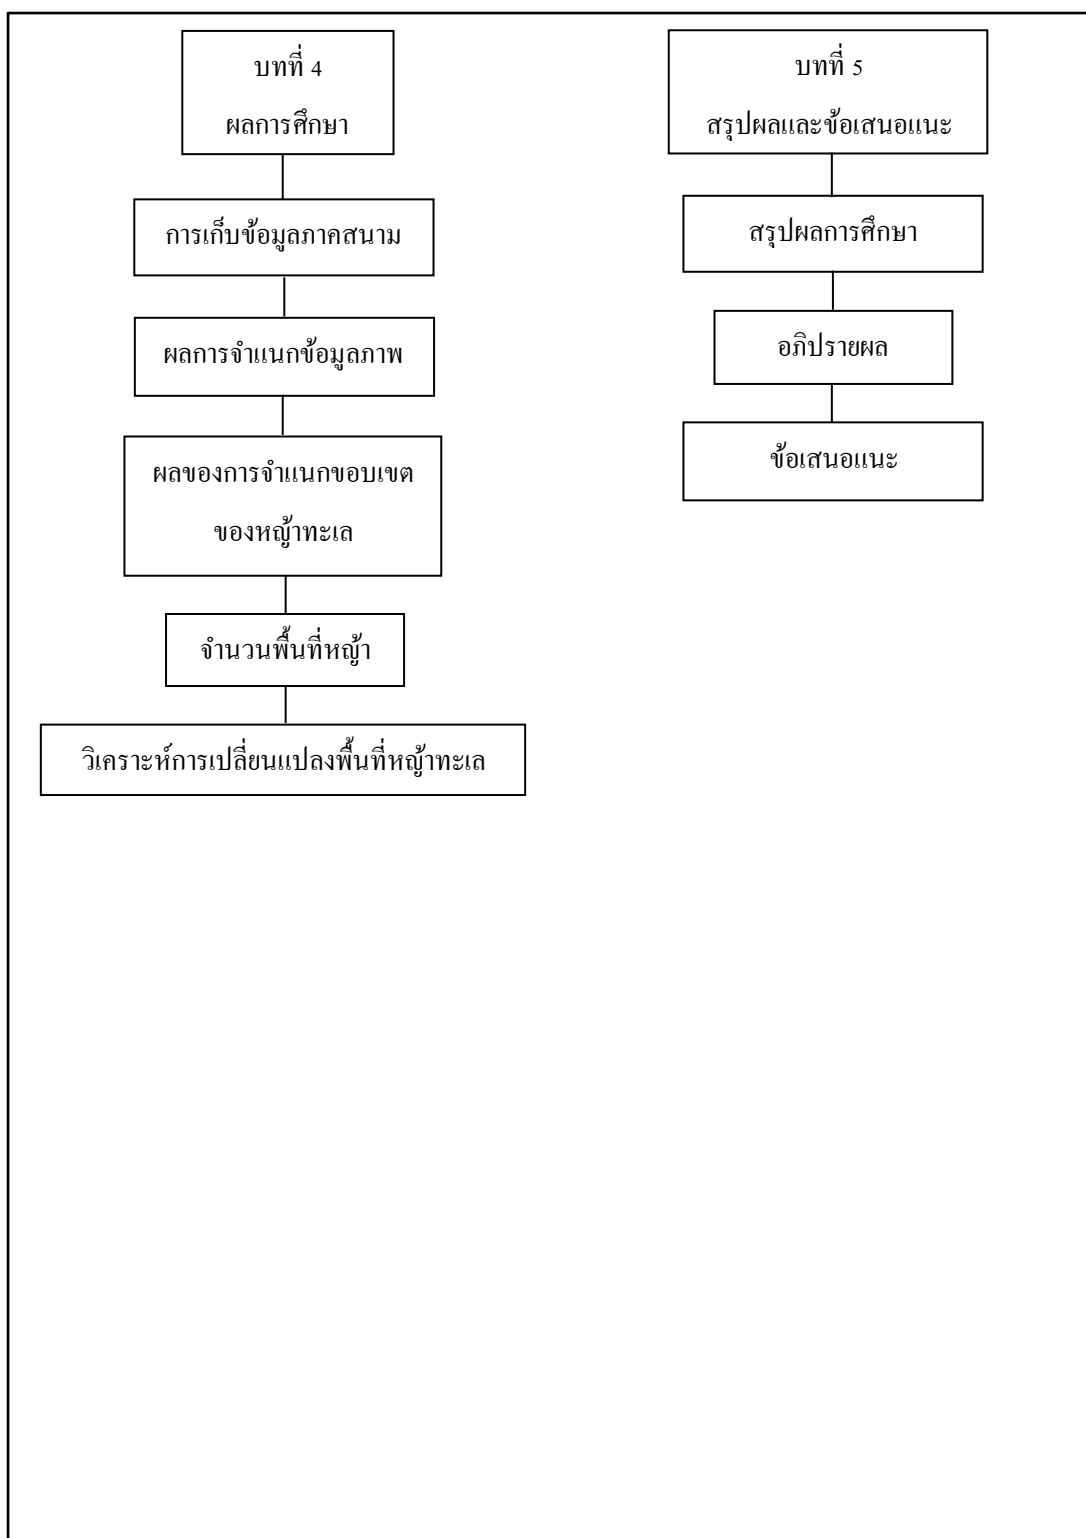 บทที่ 4
ผลการศึกษา
การเก็บข้อมูลภาคสนาม
ผลการจำแนกข้อมูลภาพ
ผลของการจำแนกขอบเขต
ของหญ้าทะเล
จำนวนพื้นที่หญ้า
วิเคราะห์การเปลี่ยนแปลงพื้นที่หญ้าทะเล
บทที่ 5
สรุปผลและข้อเสนอแนะ
สรุปผลการศึกษา
อภิปรายผล
ข้อเสนอแนะ